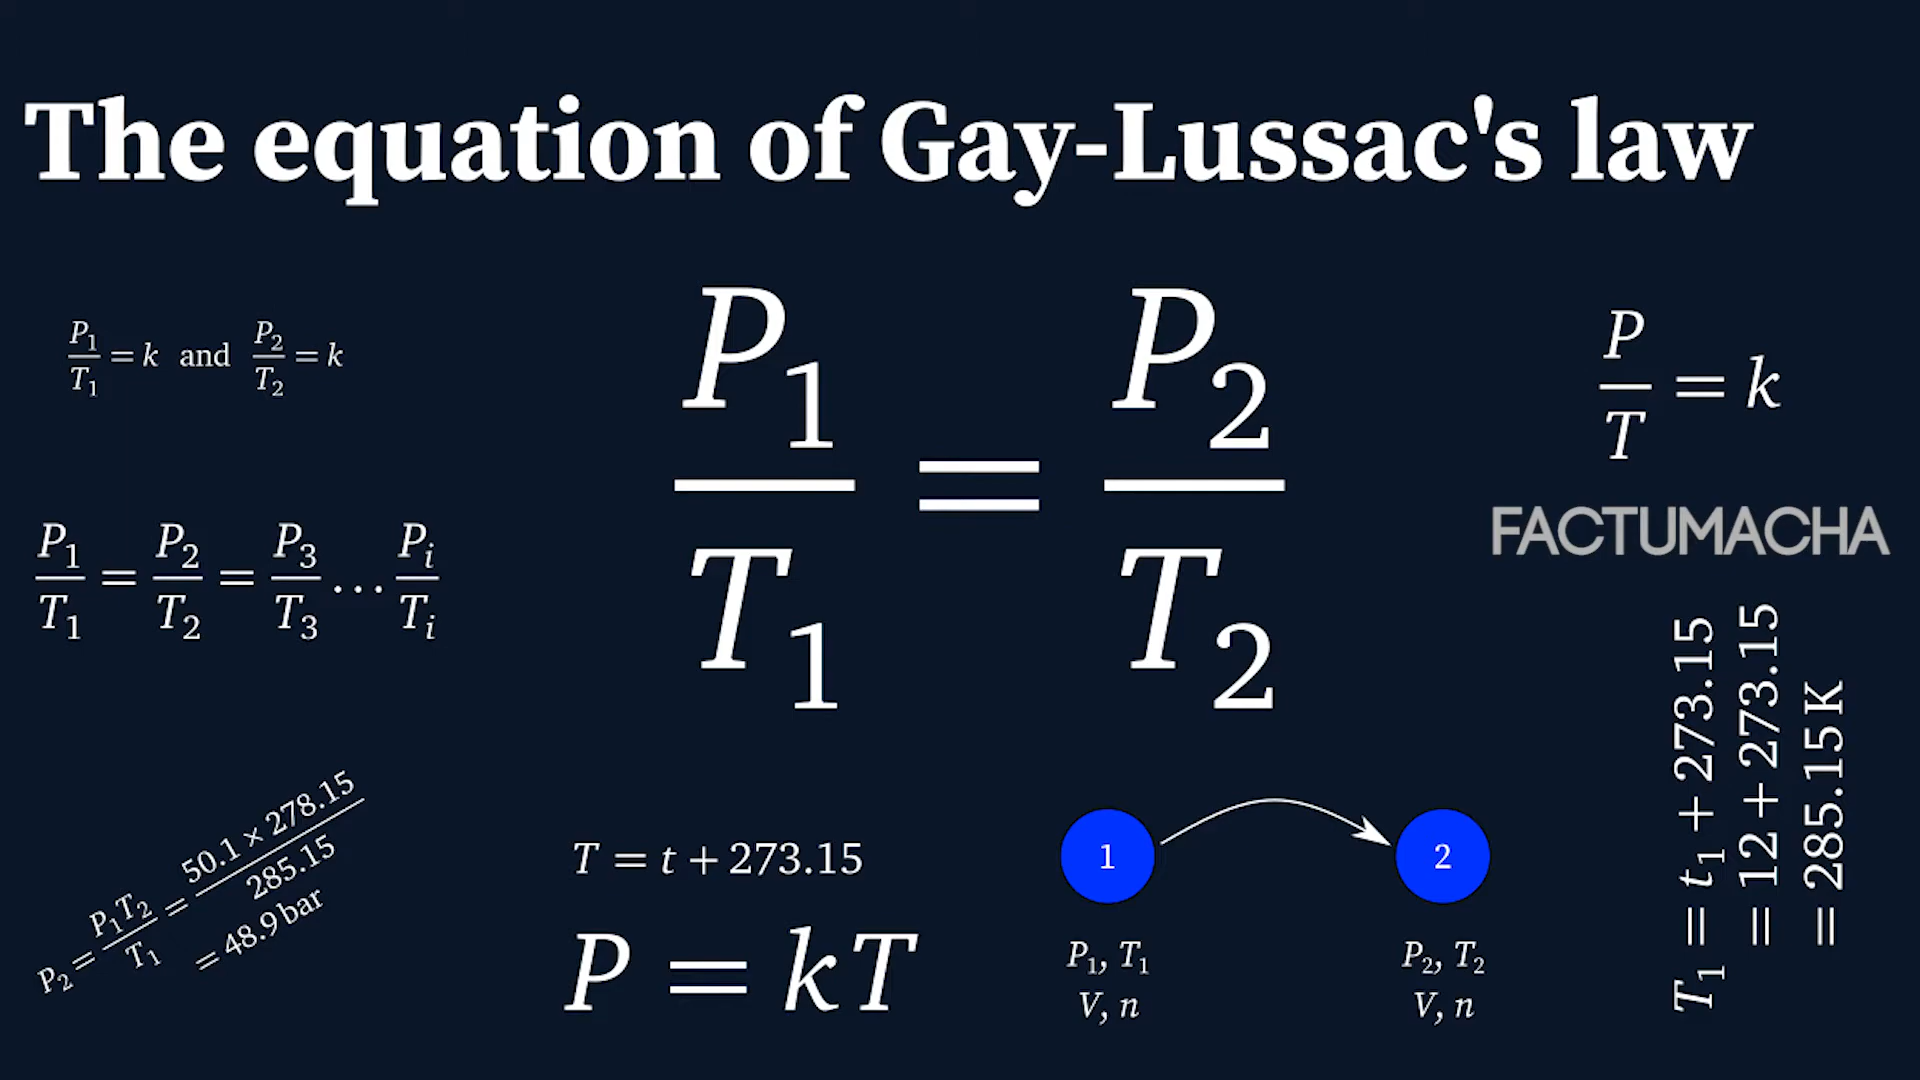 The equation of Gay-Lussac's law
P₁/T₁ = k and P₂/T₂ = k
P₁/T₁ = P₂/T₂
P/T = k
FACTUMACHA
P₁/T₁ = P₂/T₂ = P₃/T₃ ... Pᵢ/Tᵢ
T₁ = t₁ + 273.15
= 12 + 273.15
= 285.15 K
P₂ = P₁T₂/T₁ = 50.1 × 278.15/285.15
= 48.9 bar
T = t + 273.15
P = kT
1
2
P₁, T₁
V, n
P₂, T₂
V, n